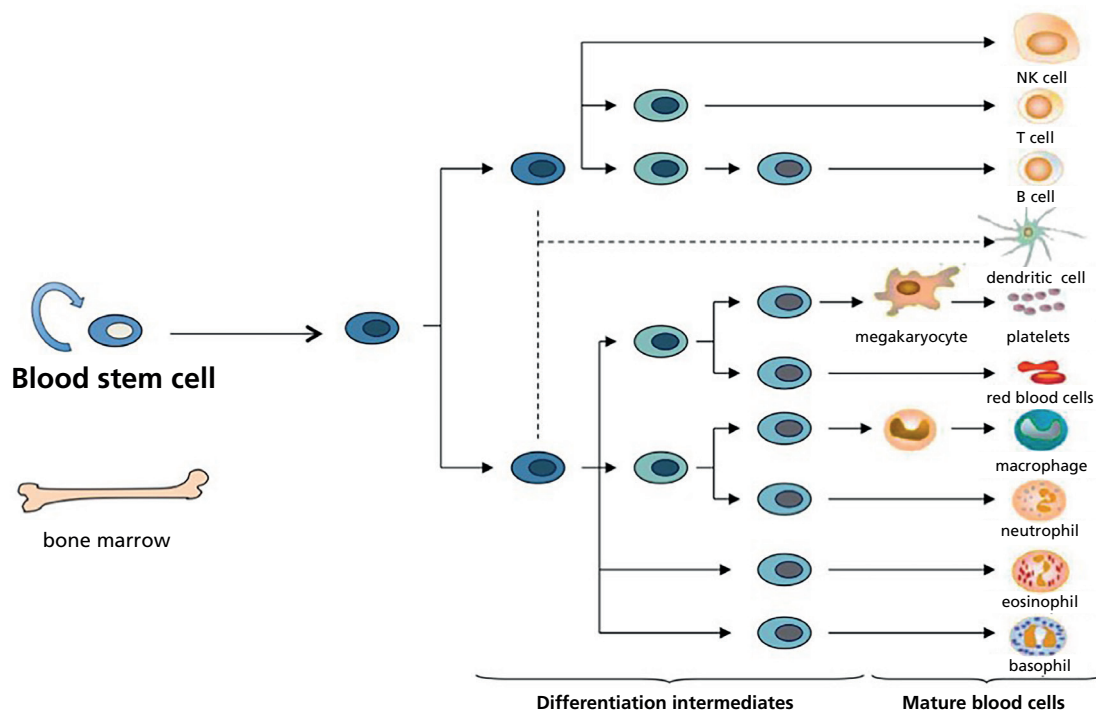 NK cell
T cell
B cell
dendritic cell
megakaryocyte
platelets
Blood stem cell
red blood cells
macrophage
neutrophil
bone marrow
eosinophil
basophil
Differentiation intermediates
Mature blood cells